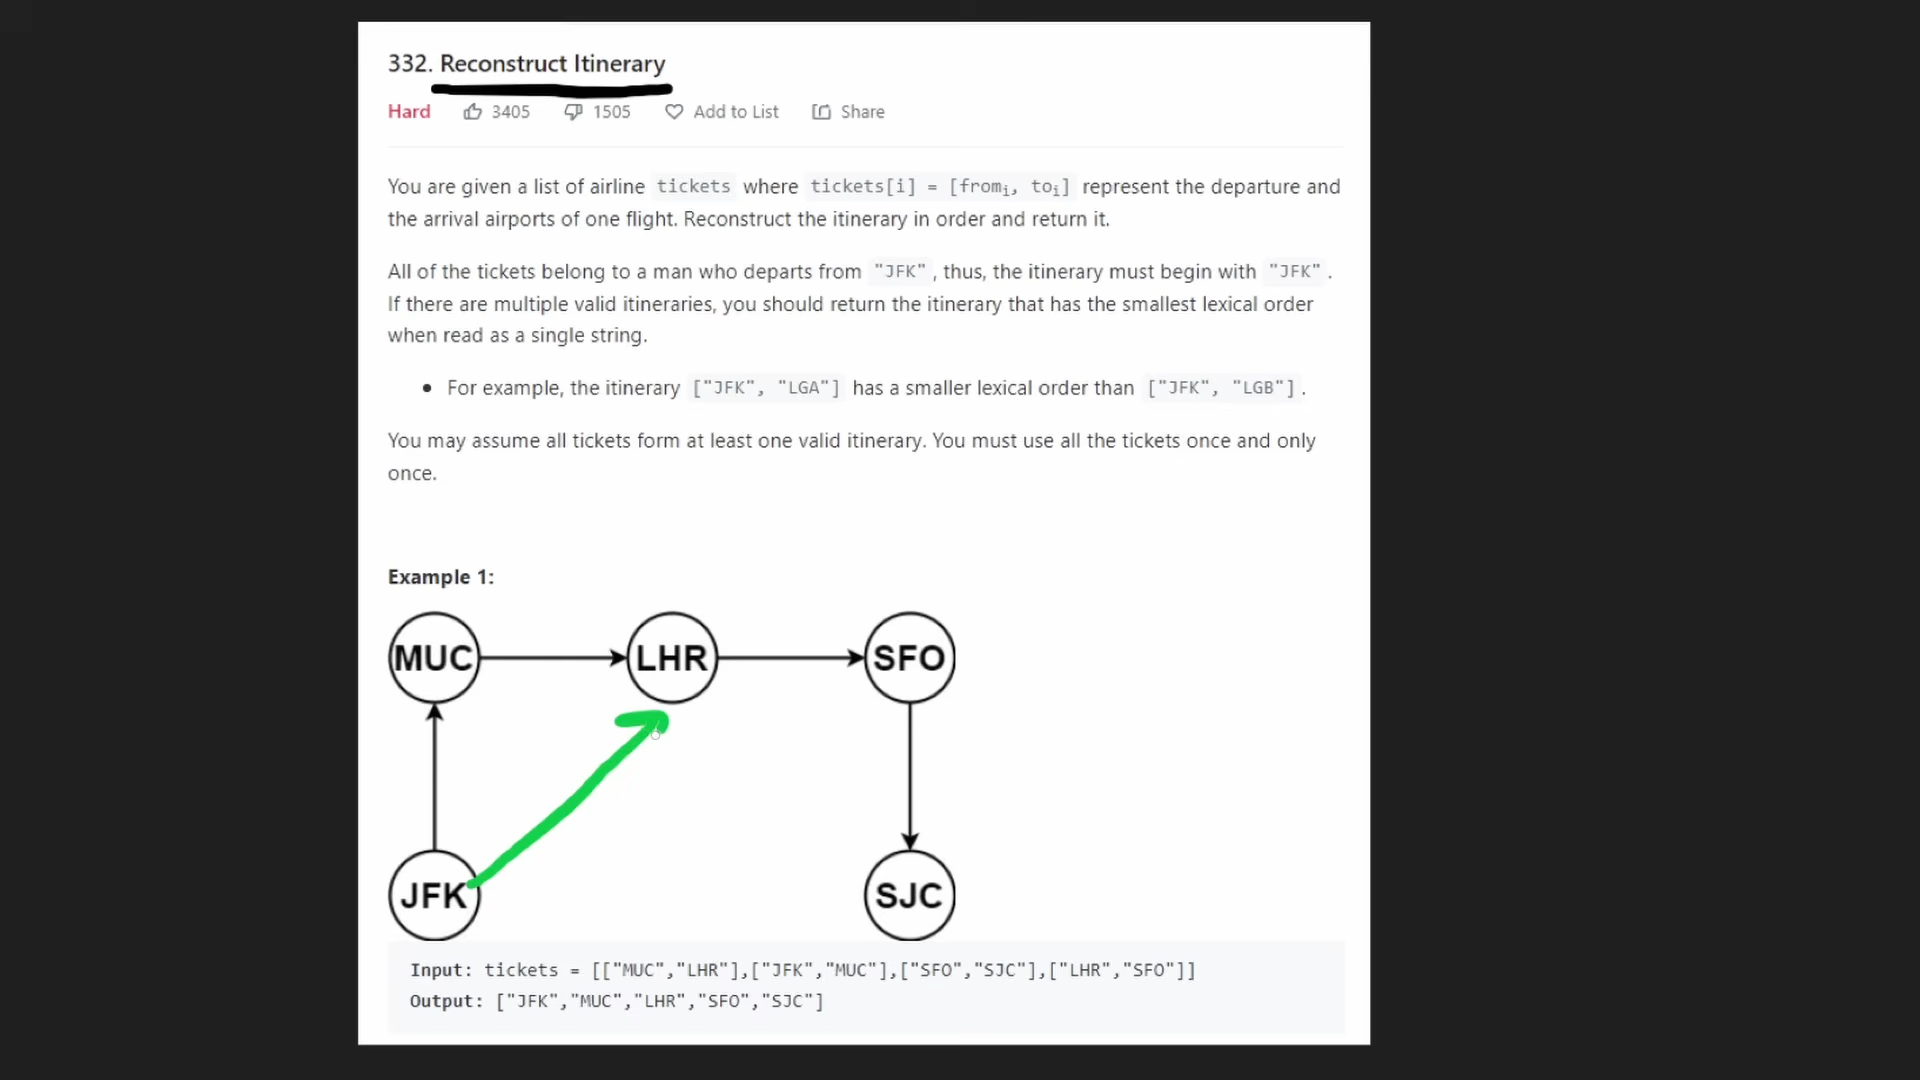 332. Reconstruct Itinerary
Hard 3405 1505 Add to List Share
You are given a list of airline tickets where tickets[i] = [fromᵢ, toᵢ] represent the departure and
the arrival airports of one flight. Reconstruct the itinerary in order and return it.
All of the tickets belong to a man who departs from "JFK", thus, the itinerary must begin with "JFK".
If there are multiple valid itineraries, you should return the itinerary that has the smallest lexical order
when read as a single string.
• For example, the itinerary ["JFK", "LGA"] has a smaller lexical order than ["JFK", "LGB"].
You may assume all tickets form at least one valid itinerary. You must use all the tickets once and only
once.
Example 1:
MUC LHR SFO
JFK SJC
Input: tickets = [["MUC","LHR"],["JFK","MUC"],["SFO","SJC"],["LHR","SFO"]]
Output: ["JFK","MUC","LHR","SFO","SJC"]